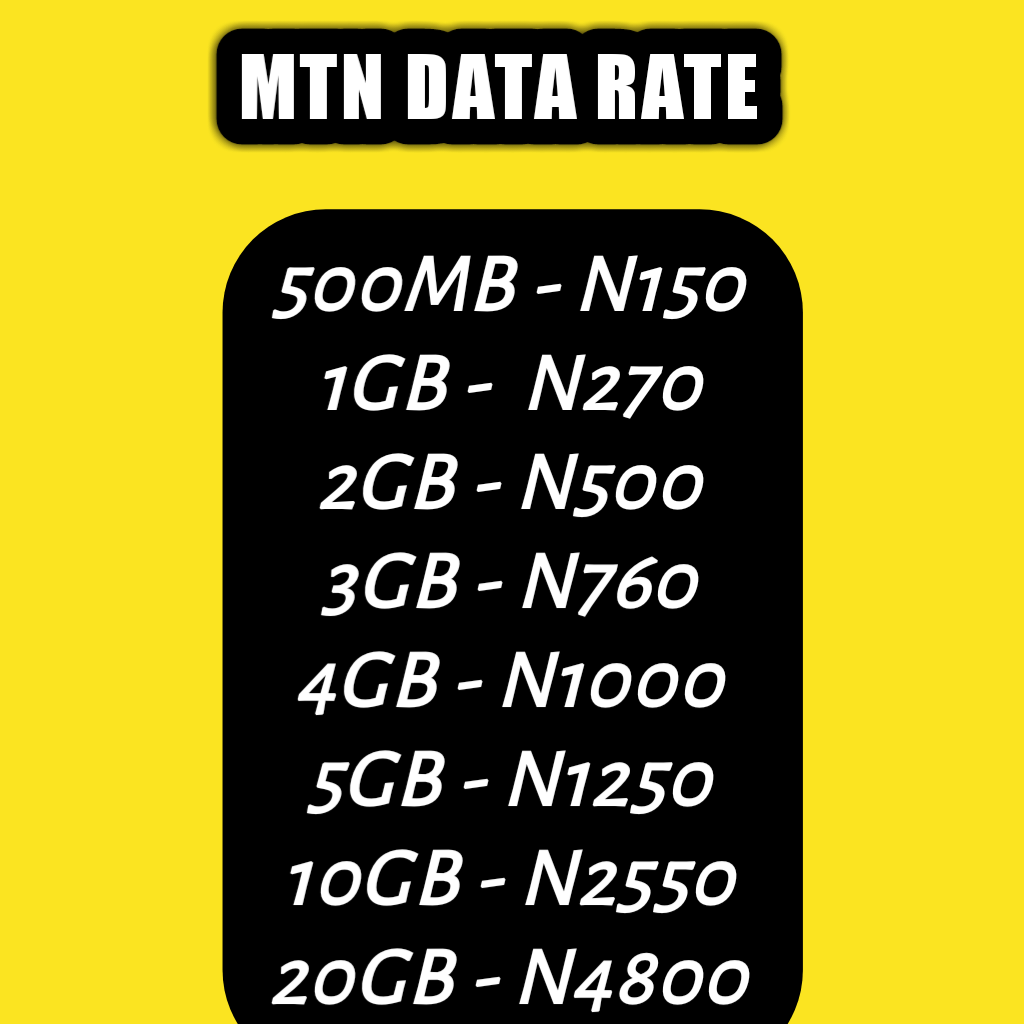 MTN DATA RATE
500MB - N150
1GB - N270
2GB - N500
3GB - N760
4GB - N1000
5GB - N1250
10GB - N2550
20GB - N4800